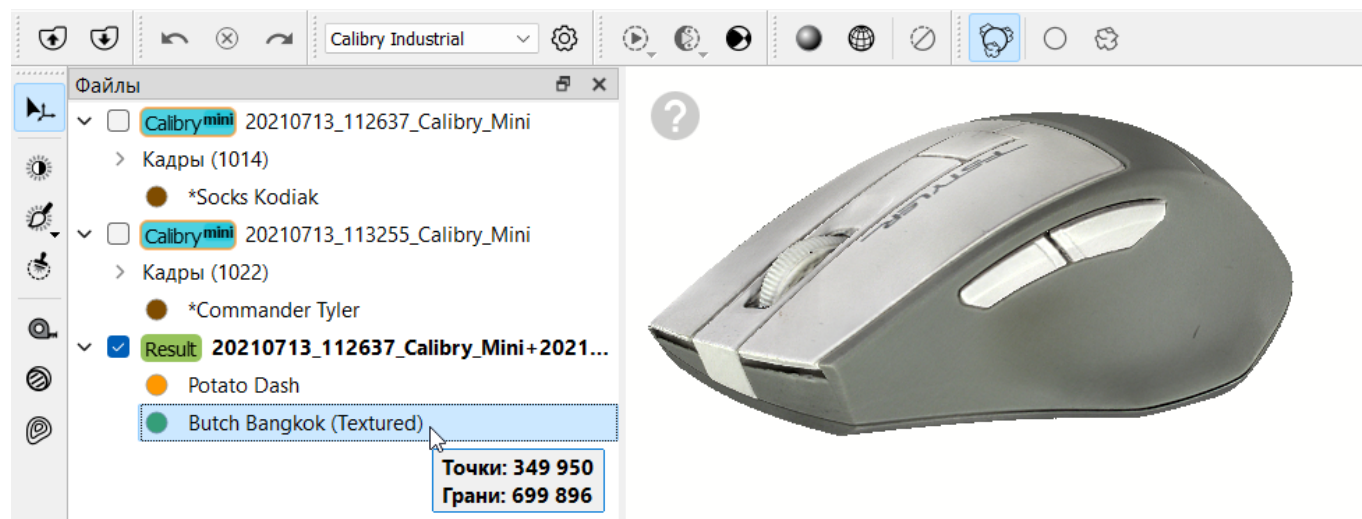 Calibry Industrial
Файлы
Calibry mini 20210713_112637_Calibry_Mini
Кадры (1014)
*Socks Kodiak
Calibry mini 20210713_113255_Calibry_Mini
Кадры (1022)
*Commander Tyler
Result 20210713_112637_Calibry_Mini+2021...
Potato Dash
Butch Bangkok (Textured)
Точки: 349 950
Грани: 699 896
?
FSTYLER